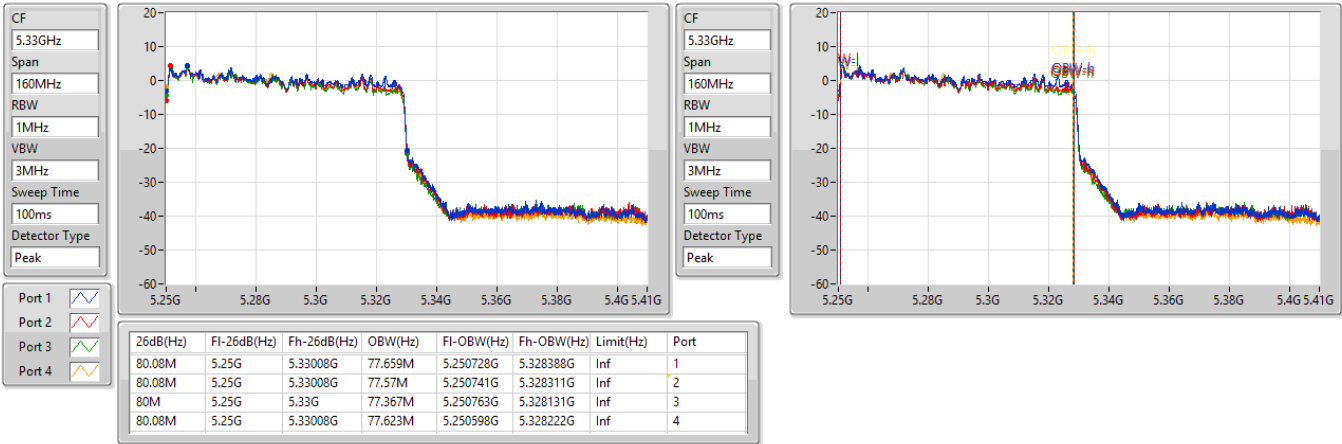 CF
5.33GHz
Span
160MHz
RBW
1MHz
VBW
3MHz
Sweep Time
100ms
Detector Type
Peak
20
10
0
-10
-20
-30
-40
-50
-60
5.25G 5.28G 5.3G 5.32G 5.34G 5.36G 5.38G 5.4G 5.41G
CF
5.33GHz
Span
160MHz
RBW
1MHz
VBW
3MHz
Sweep Time
100ms
Detector Type
Peak
20
10
0
-10
-20
-30
-40
-50
-60
OBW-h
5.25G 5.28G 5.3G 5.32G 5.34G 5.36G 5.38G 5.4G 5.41G
Port 1
Port 2
Port 3
Port 4
26dB(Hz) Fl-26dB(Hz) Fh-26dB(Hz) OBW(Hz) Fl-OBW(Hz) Fh-OBW(Hz) Limit(Hz) Port
80.08M 5.25G 5.33008G 77.659M 5.250728G 5.328388G Inf 1
80.08M 5.25G 5.33008G 77.57M 5.250741G 5.328311G Inf 2
80M 5.25G 5.33G 77.367M 5.250763G 5.328131G Inf 3
80.08M 5.25G 5.33008G 77.623M 5.250598G 5.328222G Inf 4